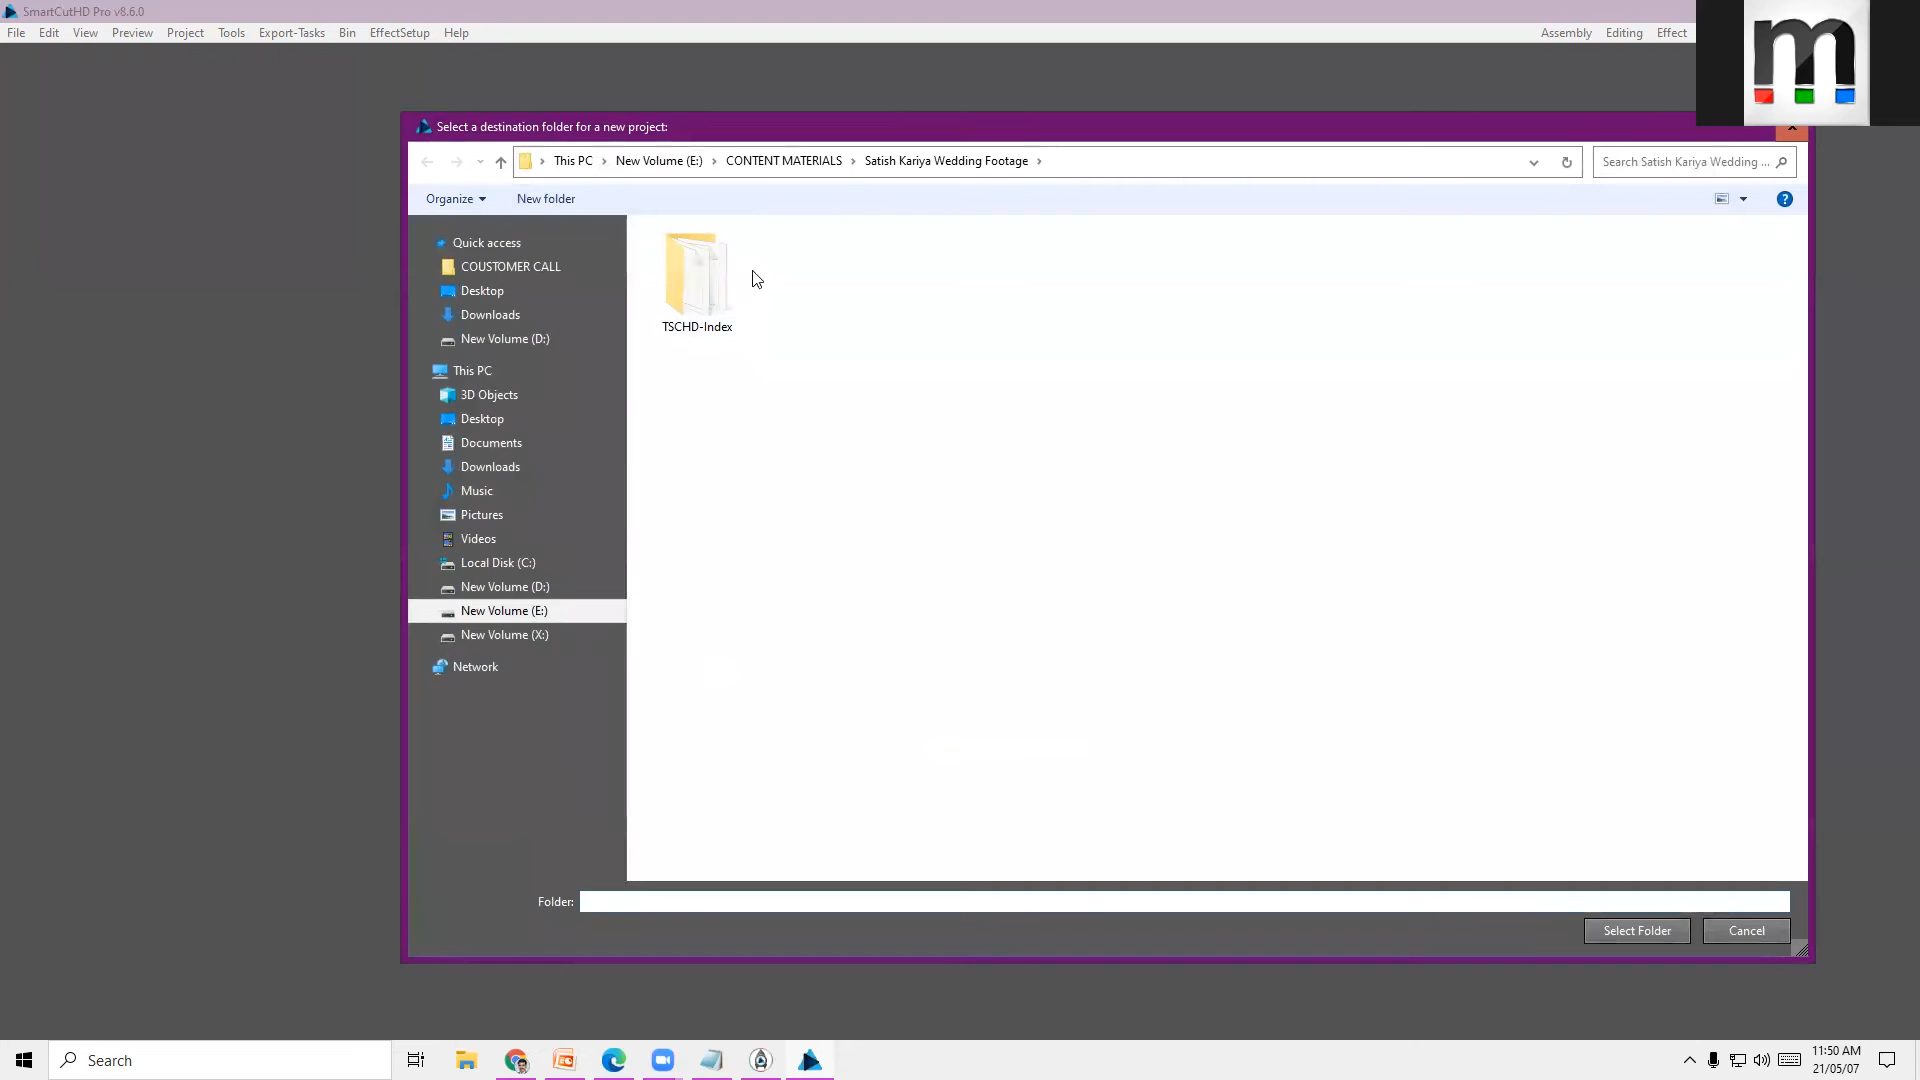 SmartCutHD Pro v8.6.0
File Edit View Preview Project Tools Export-Tasks Bin EffectSetup Help Assembly Editing Effect
m
Select a destination folder for a new project:
This PC New Volume (E:) CONTENT MATERIALS Satish Kariya Wedding Footage
Search Satish Kariya Wedding ...
Organize New folder
?
Quick access
COUSTOMER CALL
Desktop
Downloads
New Volume (D:)
This PC
3D Objects
Desktop
Documents
Downloads
Music
Pictures
Videos
Local Disk (C:)
New Volume (D:)
New Volume (E:)
New Volume (X:)
Network
TSCHD-Index
Folder:
Select Folder Cancel
Search
11:50 AM
21/05/07